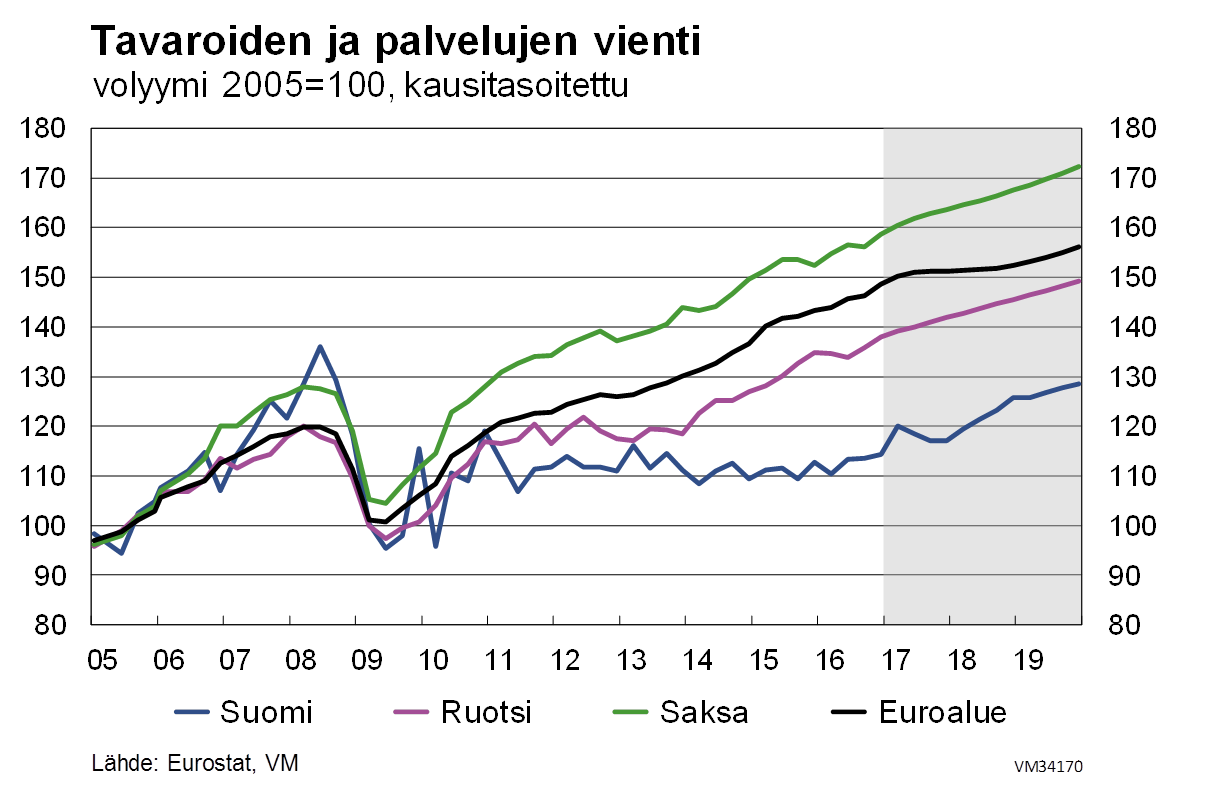 Tavaroiden ja palvelujen vienti
volyymi 2005=100, kausitasoitettu
180 180
170 170
160 160
150 150
140 140
130 130
120 120
110 110
100 100
90 90
80 80
05 06 07 08 09 10 11 12 13 14 15 16 17 18 19
Suomi Ruotsi Saksa Euroalue
Lähde: Eurostat, VM VM34170